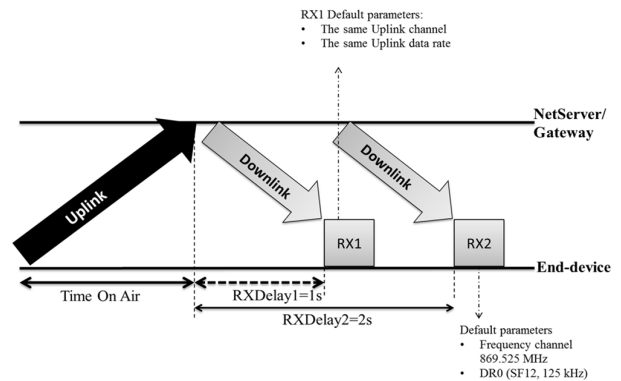 RX1 Default parameters:
• The same Uplink channel
• The same Uplink data rate
NetServer/
Gateway
Uplink
Downlink
Downlink
RX1
RX2
End-device
Time On Air
RXDelay1=1s
RXDelay2=2s
Default parameters
• Frequency channel
869.525 MHz
• DR0 (SF12, 125 kHz)